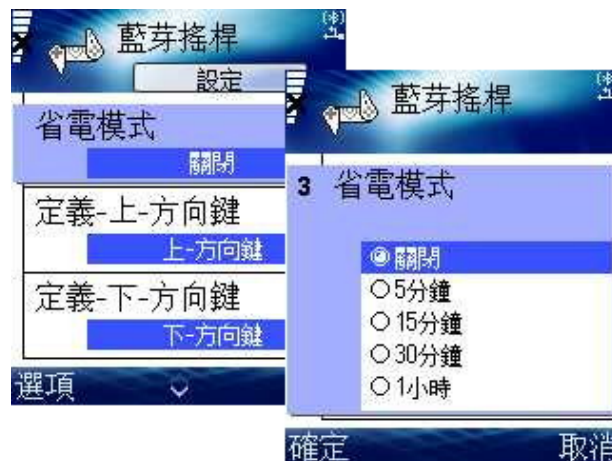 藍芽搖桿
設定
省電模式
關閉
定義-上-方向鍵
上-方向鍵
定義-下-方向鍵
下-方向鍵
選項
藍芽搖桿
3 省電模式
關閉
5分鐘
15分鐘
30分鐘
1小時
確定 取消